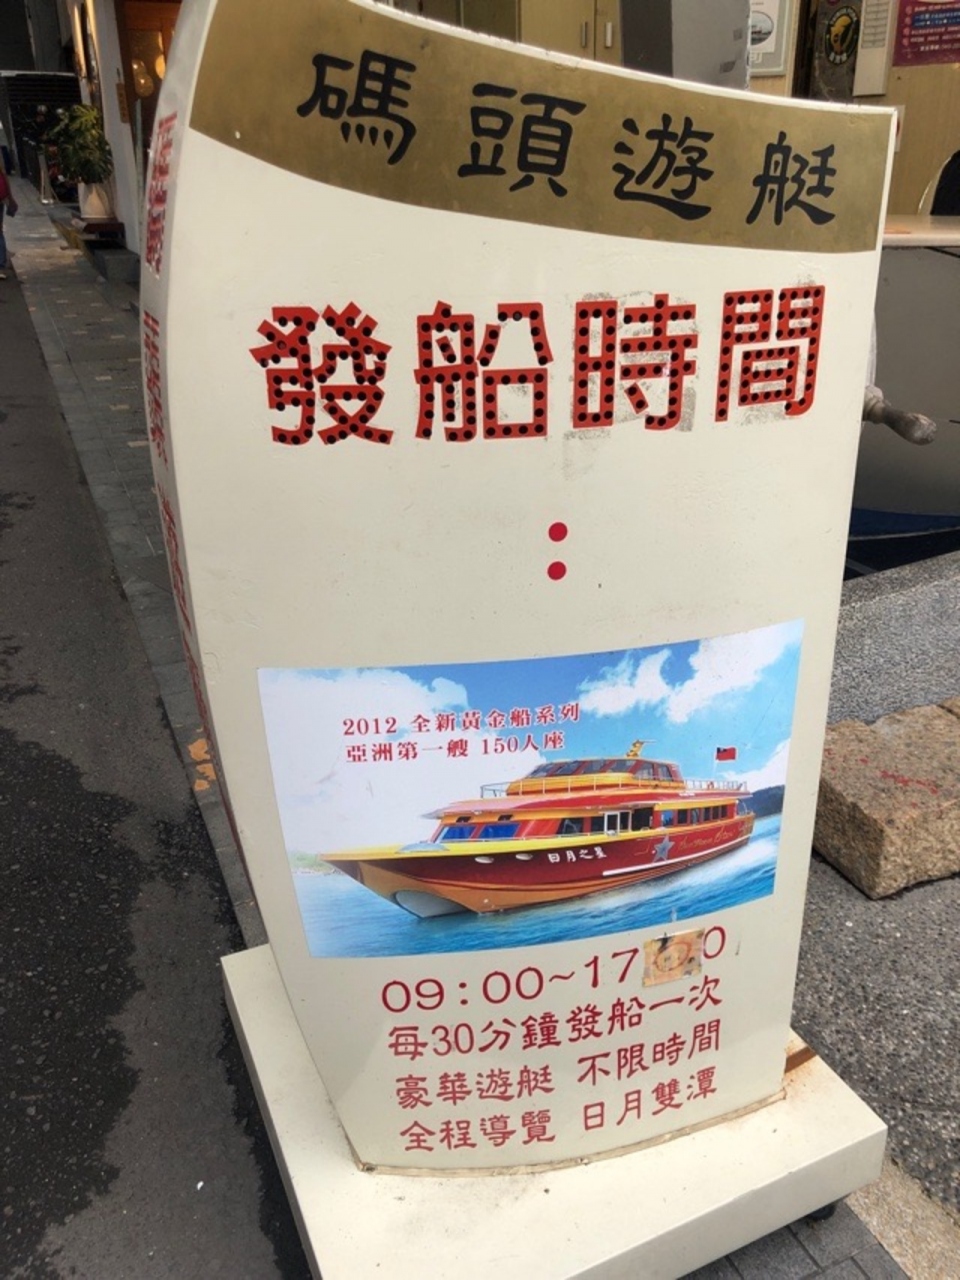 碼頭遊艇
發船時間
:
2012 全新黃金船系列
亞洲第一艘 150人座
日月之星
09:00~17 0
每30分鐘發船一次
豪華遊艇 不限時間
全程導覽 日月雙潭